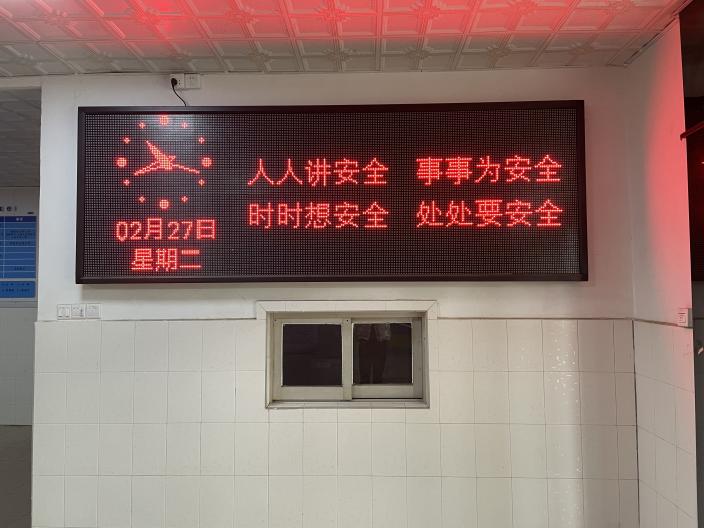 人人讲安全 事事为安全
时时想安全 处处要安全
02月27日
星期二